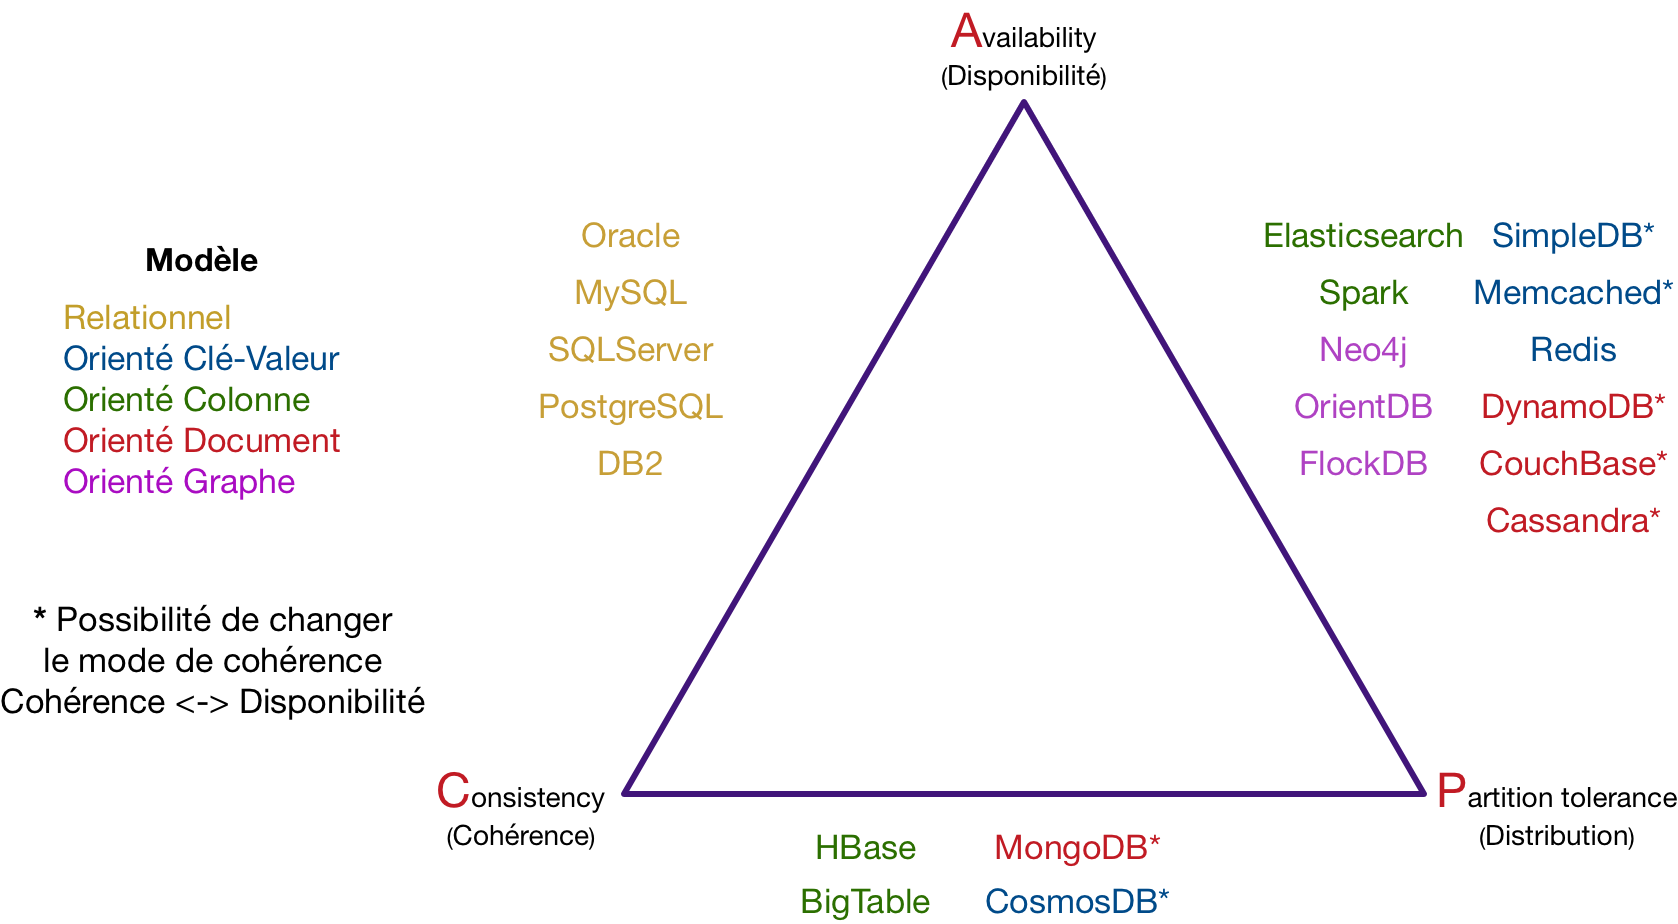 Availability
(Disponibilité)
Modèle
Relationnel
Orienté Clé-Valeur
Orienté Colonne
Orienté Document
Orienté Graphe
* Possibilité de changer
le mode de cohérence
Cohérence <-> Disponibilité
Oracle
MySQL
SQLServer
PostgreSQL
DB2
Elasticsearch SimpleDB*
Spark Memcached*
Neo4j Redis
OrientDB DynamoDB*
FlockDB CouchBase*
Cassandra*
Consistency
(Cohérence)
Partition tolerance
(Distribution)
HBase MongoDB*
BigTable CosmosDB*